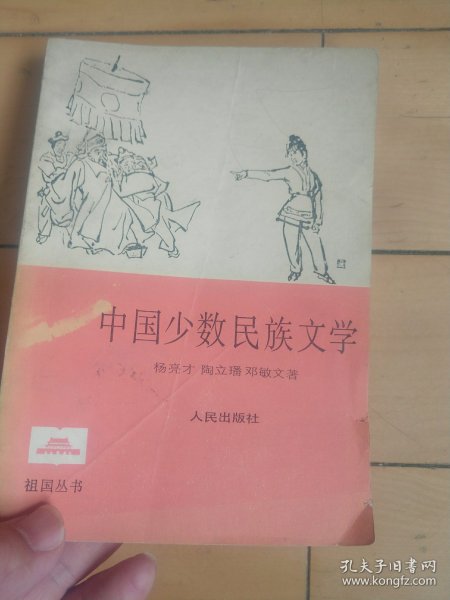 中国少数民族文学
杨亮才 陶立璠 邓敏文著
人民出版社
祖国丛书
孔夫子旧书网
www.kongfz.com